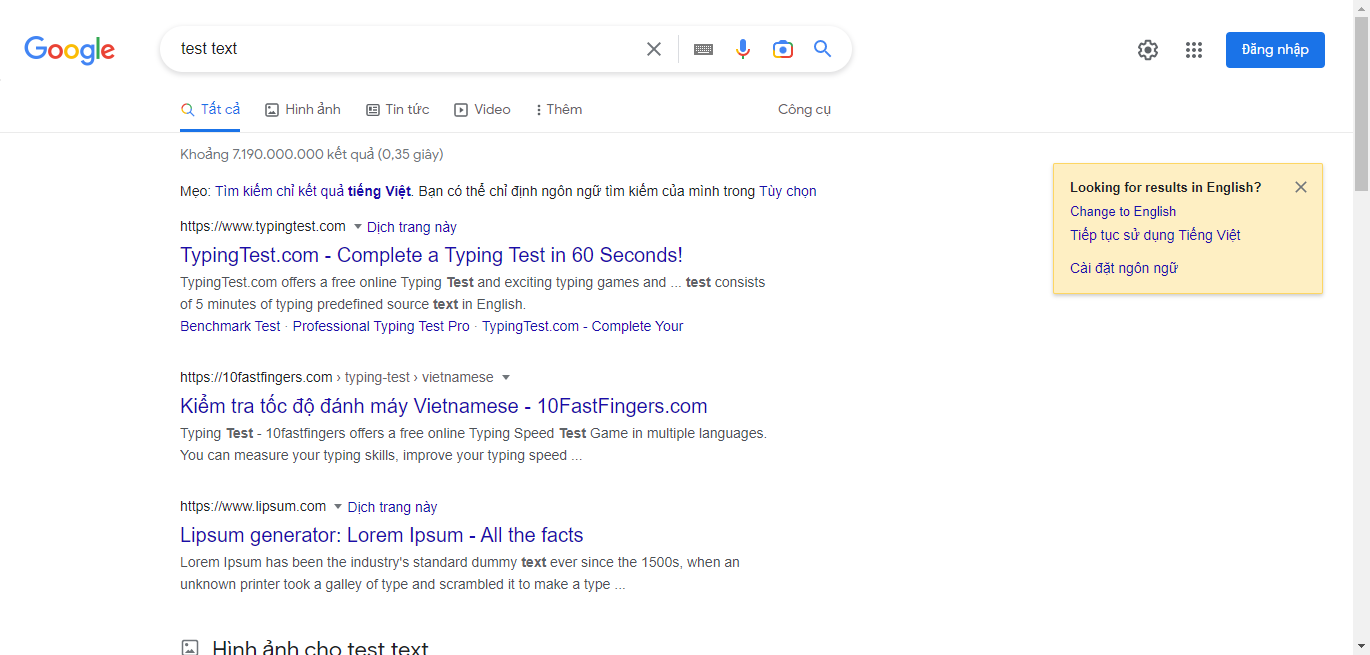 Google
test text
Đăng nhập
Tất cả
Hình ảnh
Tin tức
Video
Thêm
Công cụ
Khoảng 7.190.000.000 kết quả (0,35 giây)
Mẹo: Tìm kiếm chỉ kết quả tiếng Việt. Bạn có thể chỉ định ngôn ngữ tìm kiếm của mình trong Tùy chọn
https://www.typingtest.com Dịch trang này
TypingTest.com - Complete a Typing Test in 60 Seconds!
TypingTest.com offers a free online Typing Test and exciting typing games and ... test consists
of 5 minutes of typing predefined source text in English.
Benchmark Test · Professional Typing Test Pro · TypingTest.com - Complete Your
https://10fastfingers.com › typing-test › vietnamese
Kiểm tra tốc độ đánh máy Vietnamese - 10FastFingers.com
Typing Test - 10fastfingers offers a free online Typing Speed Test Game in multiple languages.
You can measure your typing skills, improve your typing speed ...
https://www.lipsum.com Dịch trang này
Lipsum generator: Lorem Ipsum - All the facts
Lorem Ipsum has been the industry's standard dummy text ever since the 1500s, when an
unknown printer took a galley of type and scrambled it to make a type ...
Hình ảnh cho test text
Looking for results in English?
Change to English
Tiếp tục sử dụng Tiếng Việt
Cài đặt ngôn ngữ